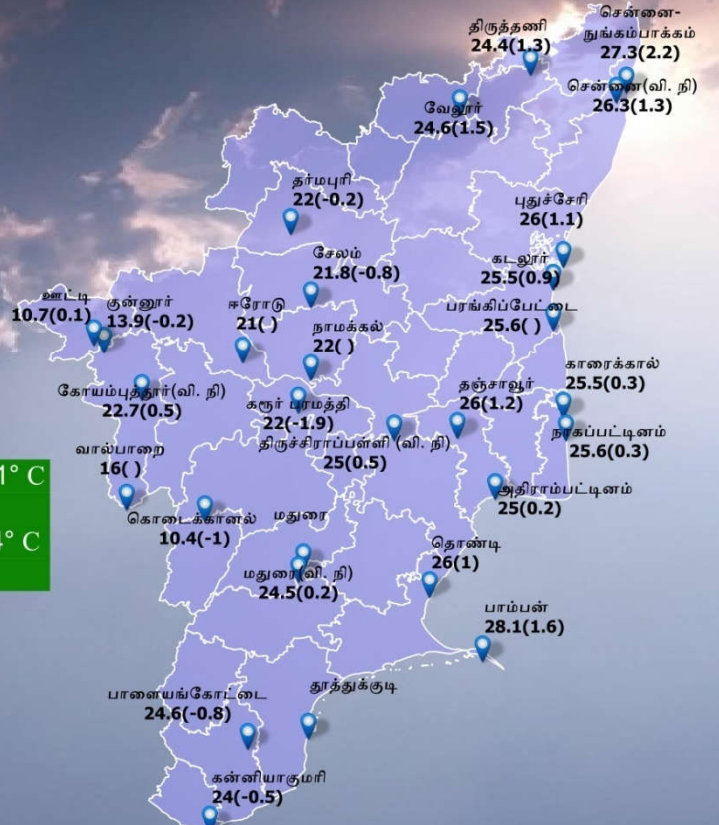 சென்னை-
நுங்கம்பாக்கம்
27.3(2.2)
திருத்தணி
24.4(1.3)
சென்னை(வி. நி)
26.3(1.3)
வேலூர்
24.6(1.5)
தர்மபுரி
22(-0.2)
புதுச்சேரி
26(1.1)
சேலம்
21.8(-0.8)
கடலூர்
25.5(0.9)
ஊட்டி
10.7(0.1)
குன்னூர்
13.9(-0.2)
ஈரோடு
21( )
நாமக்கல்
22( )
பரங்கிப்பேட்டை
25.6( )
காரைக்கால்
25.5(0.3)
கோயம்புத்தூர்(வி. நி)
22.7(0.5)
கரூர் பரமத்தி
22(-1.9)
தஞ்சாவூர்
26(1.2)
நாகப்பட்டினம்
25.6(0.3)
திருச்சிராப்பள்ளி (வி. நி)
25(0.5)
வால்பாறை
16( )
° C
° C
அதிராம்பட்டினம்
25(0.2)
கொடைக்கானல்
10.4(-1)
மதுரை
மதுரை(வி. நி)
24.5(0.2)
தொண்டி
26(1)
பாம்பன்
28.1(1.6)
பாளையங்கோட்டை
24.6(-0.8)
தூத்துக்குடி
கன்னியாகுமரி
24(-0.5)